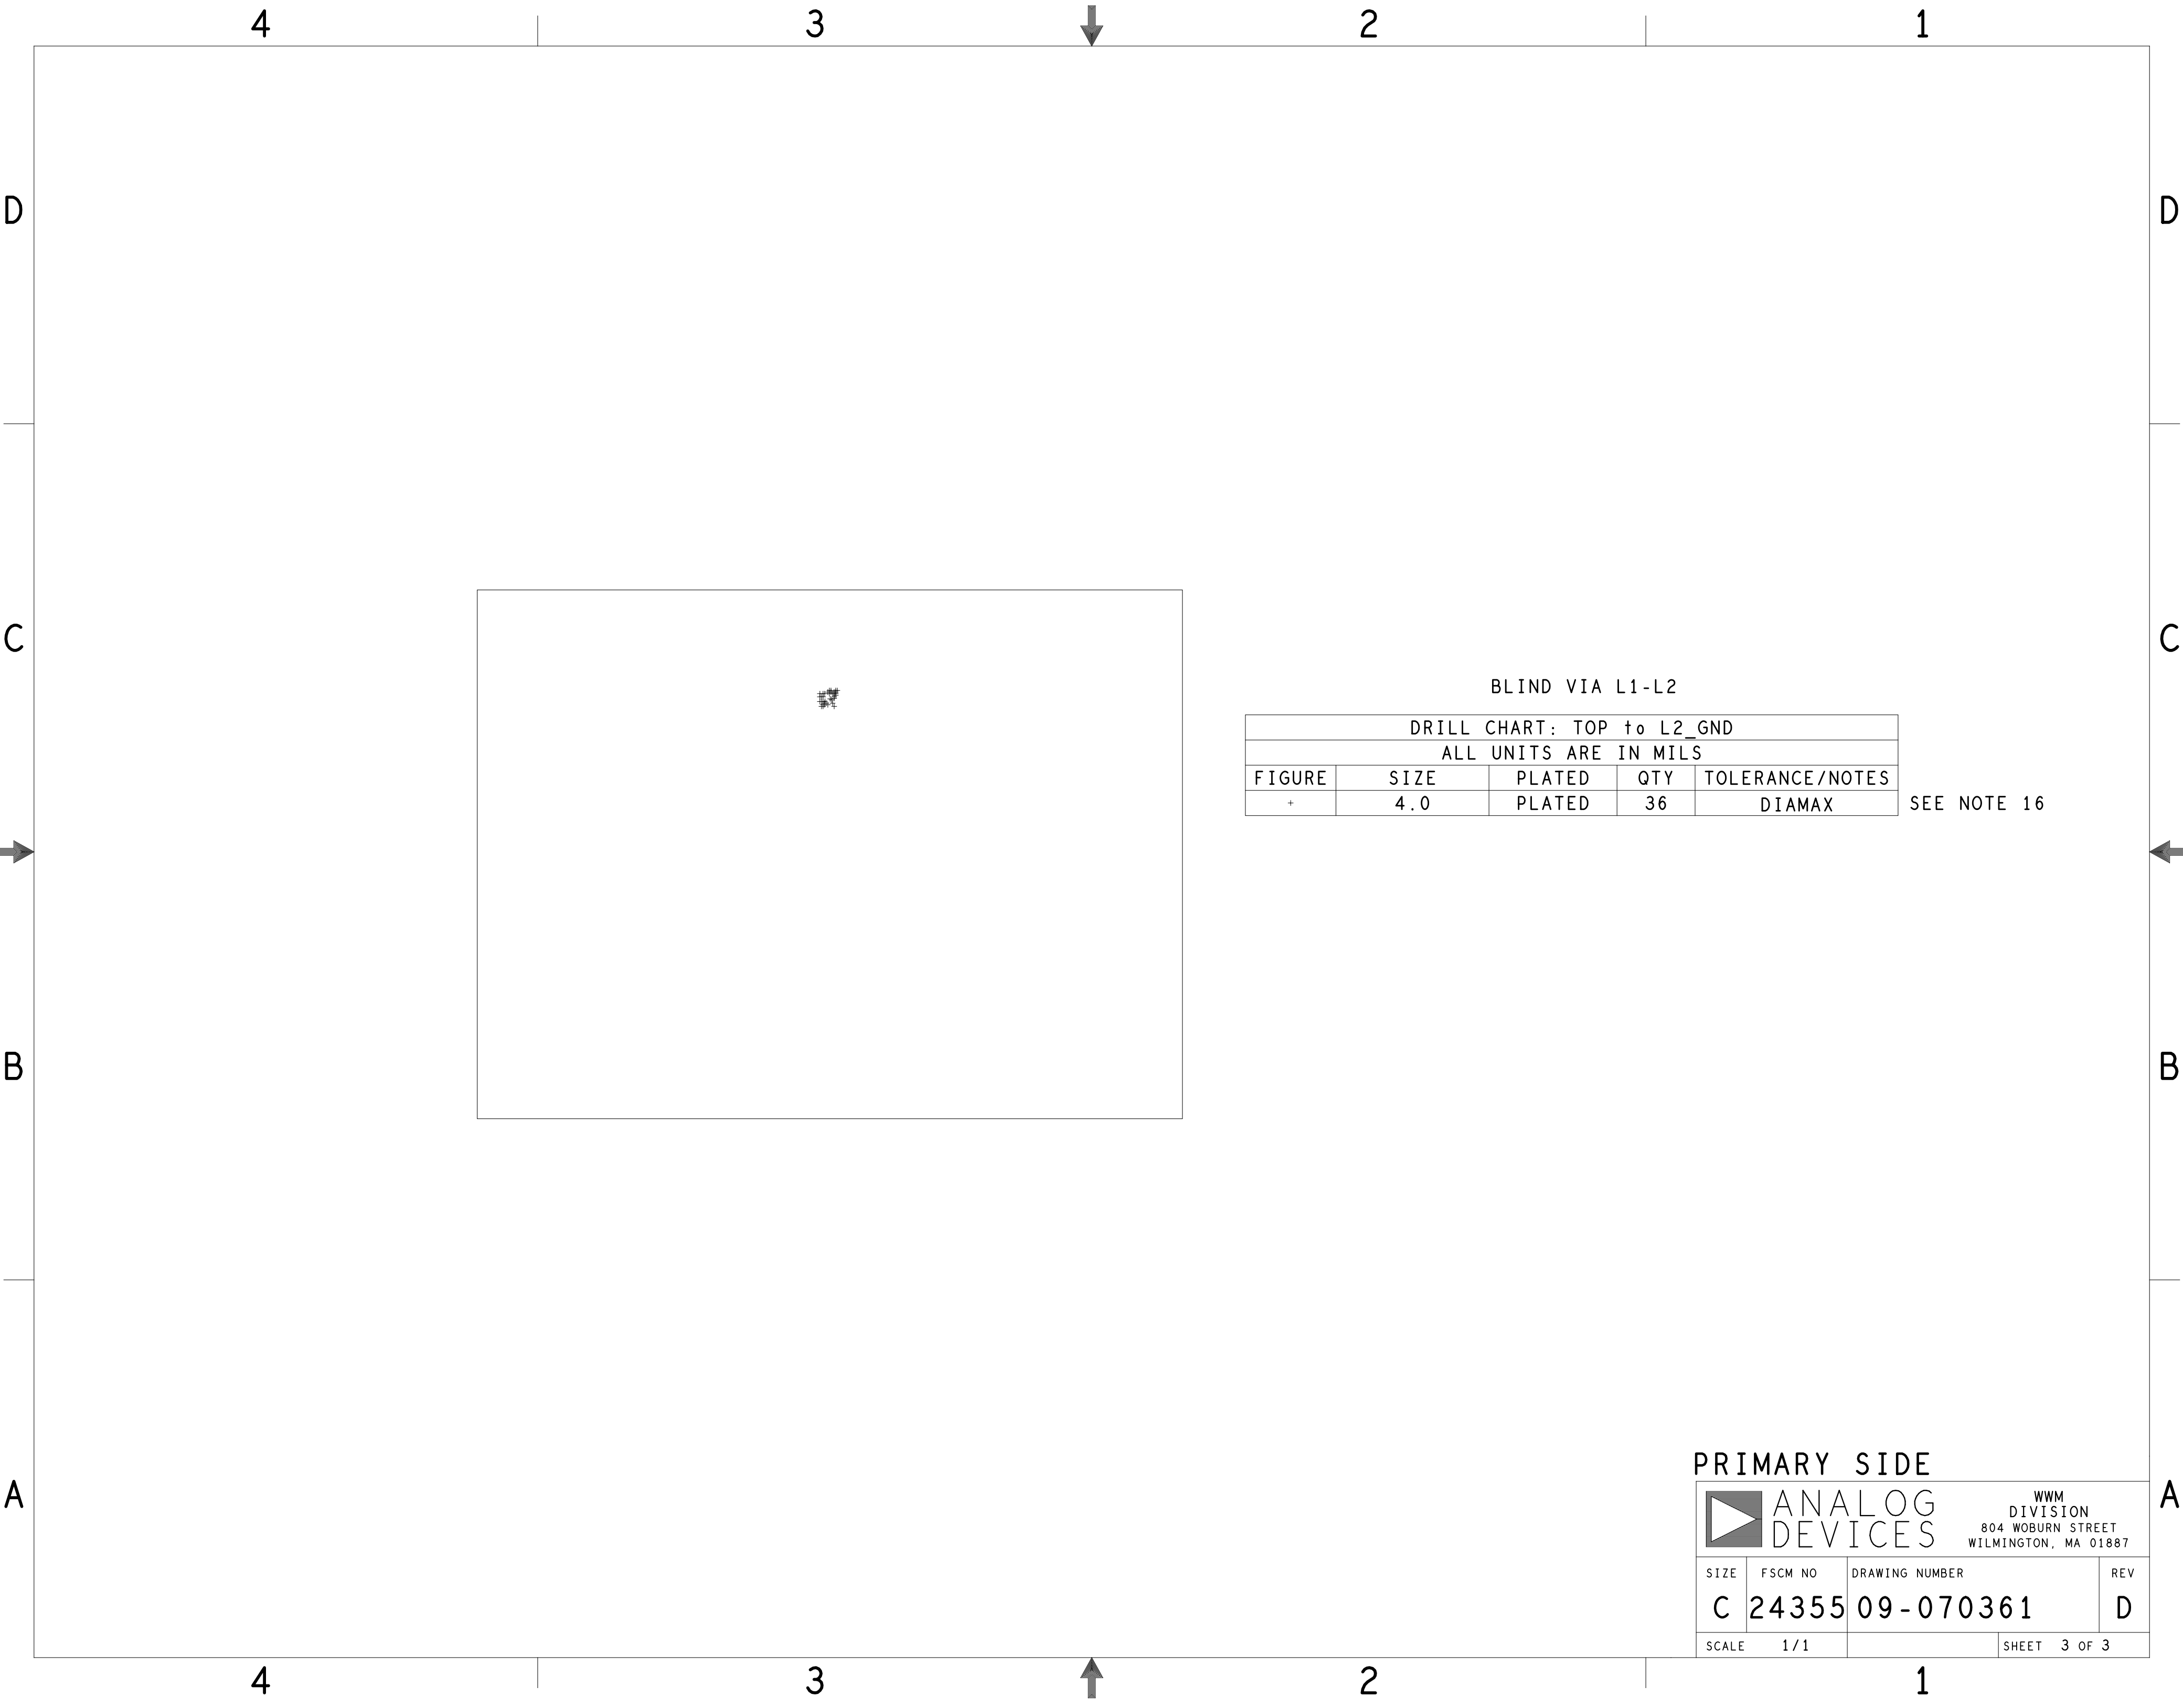 4 3 2 1
D D
C C
BLIND VIA L1-L2
DRILL CHART: TOP to L2_GND
ALL UNITS ARE IN MILS
FIGURE SIZE PLATED QTY TOLERANCE/NOTES
+ 4.0 PLATED 36 DIAMAX SEE NOTE 16
B B
PRIMARY SIDE
A A
ANALOG
DEVICES
WWM
DIVISION
804 WOBURN STREET
WILMINGTON, MA 01887
SIZE FSCM NO DRAWING NUMBER REV
C 24355 09-070361 D
SCALE 1/1 SHEET 3 OF 3
4 3 2 1